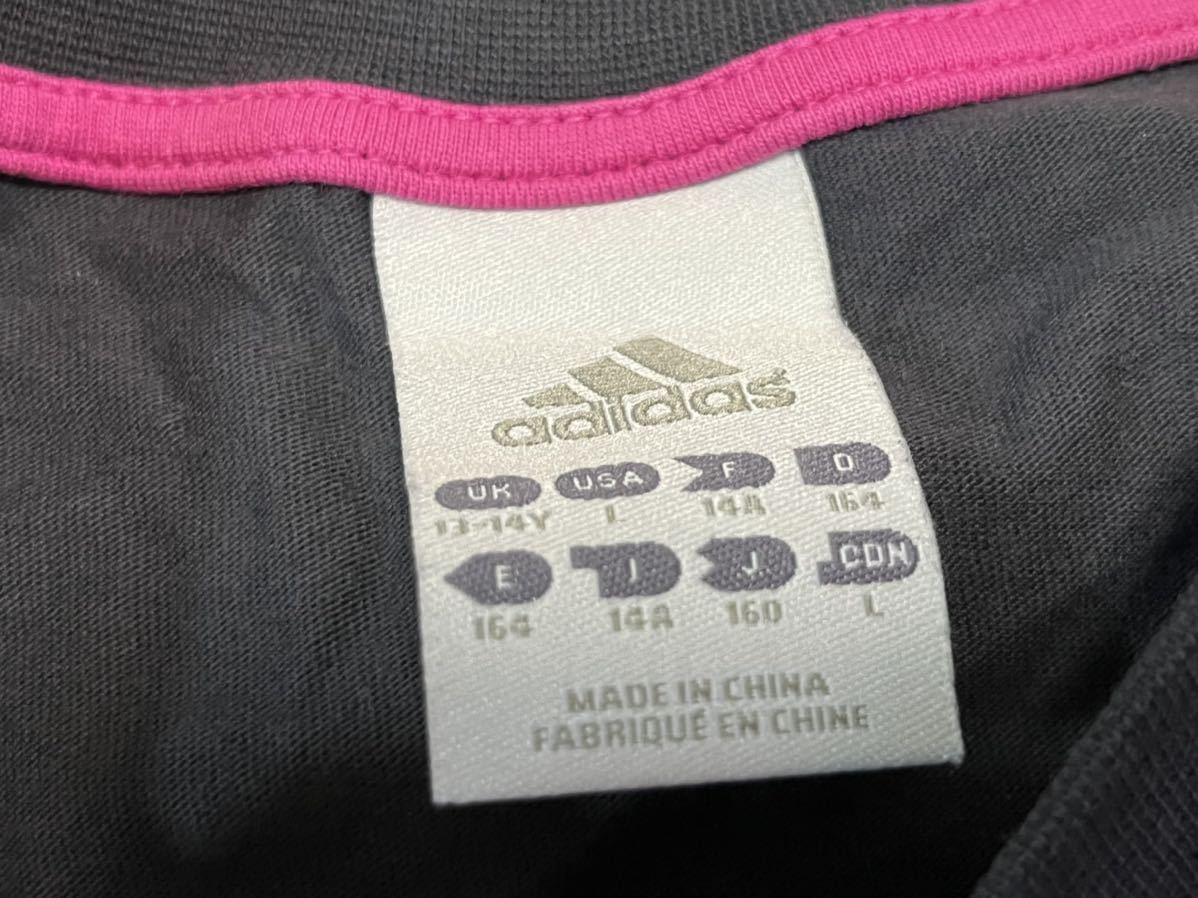 adidas
UK USA F D
13-14Y L 14A 164
E I J CDN
164 14A 160 L
MADE IN CHINA
FABRIQUÉ EN CHINE